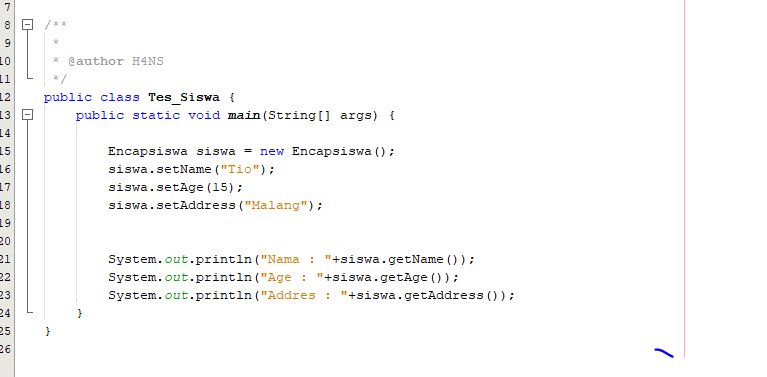 7
8 /**
9 *
10 * @author H4NS
11 */
12 public class Tes_Siswa {
13 public static void main(String[] args) {
14
15 Encapsiswa siswa = new Encapsiswa();
16 siswa.setName("Tio");
17 siswa.setAge(15);
18 siswa.setAddress("Malang");
19
20
21 System.out.println("Nama : "+siswa.getName());
22 System.out.println("Age : "+siswa.getAge());
23 System.out.println("Addres : "+siswa.getAddress());
24 }
25 }
26